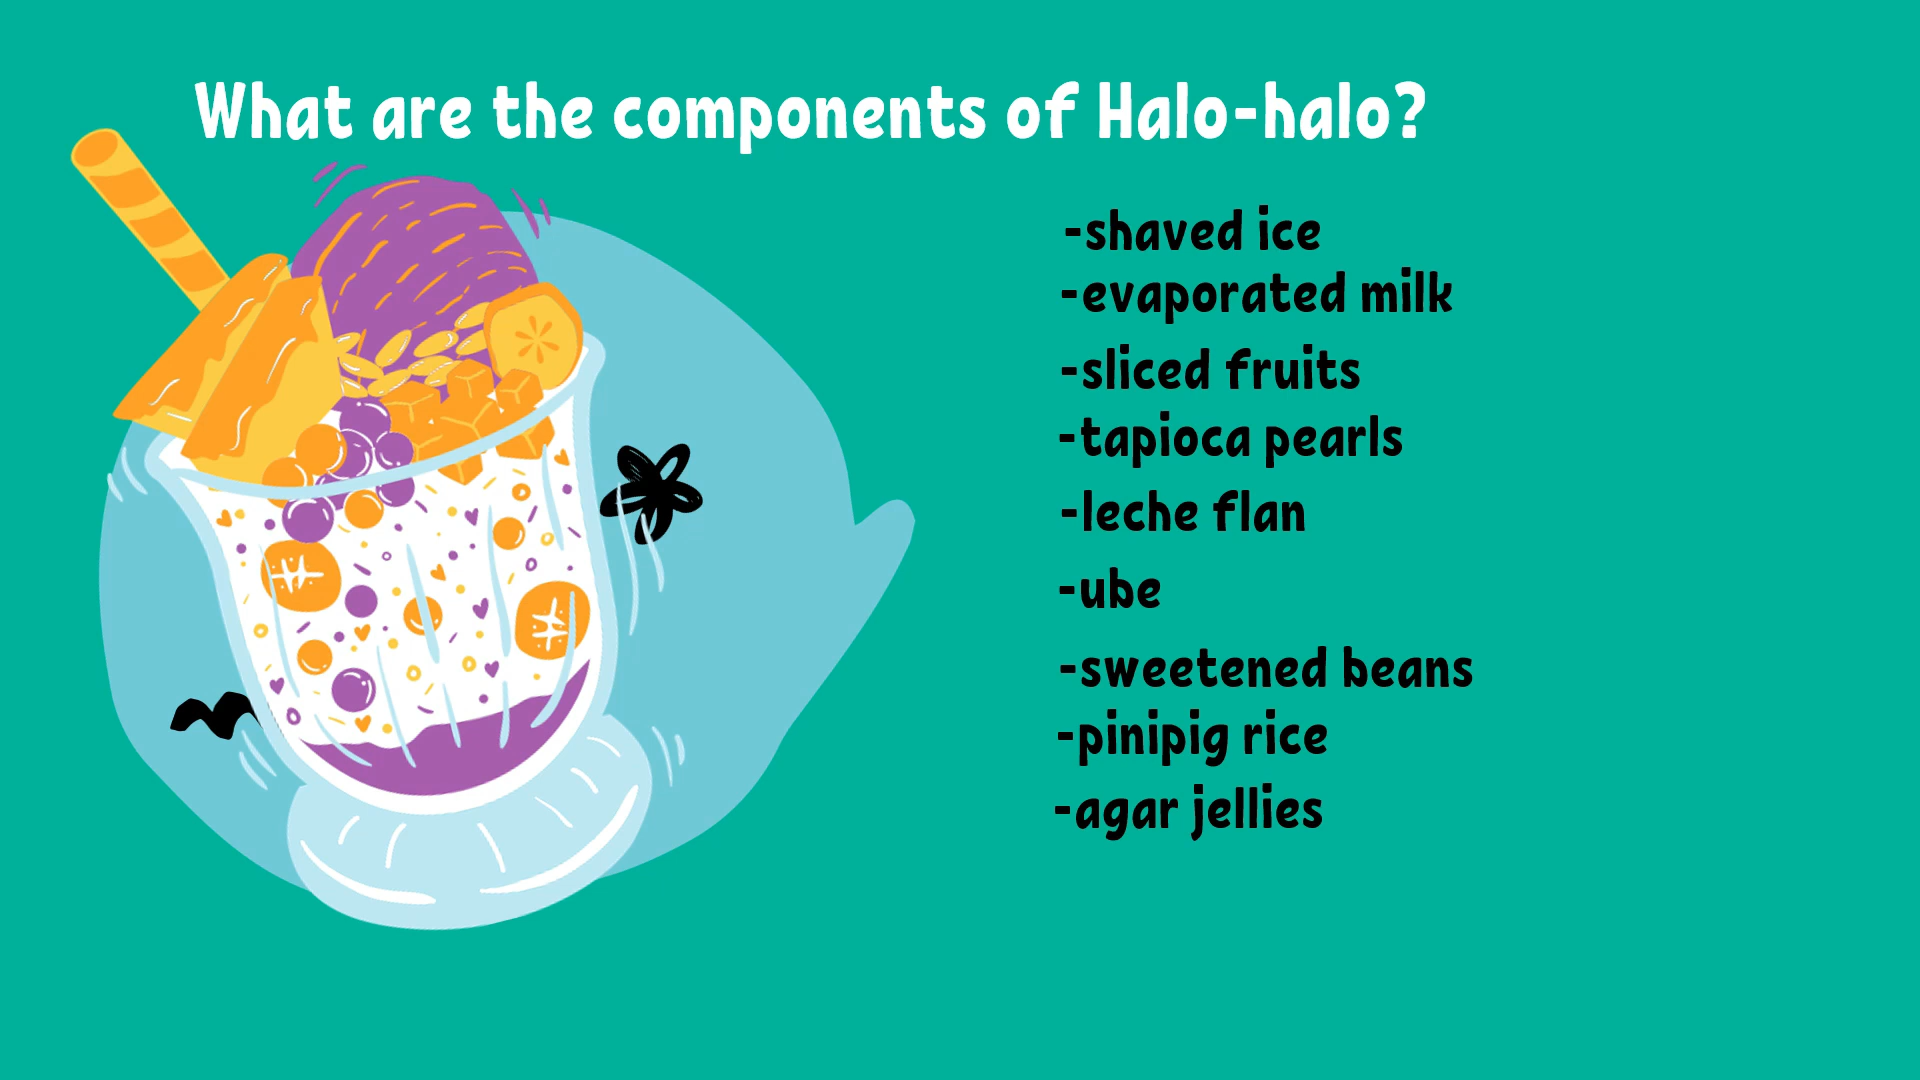 What are the components of Halo-halo?
-shaved ice
-evaporated milk
-sliced fruits
-tapioca pearls
-leche flan
-ube
-sweetened beans
-pinipig rice
-agar jellies